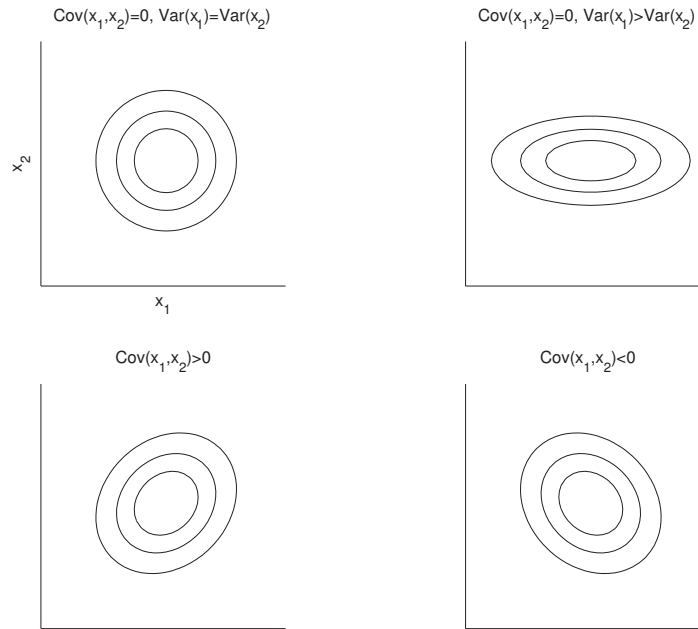 Cov(x₁,x₂)=0, Var(x₁)=Var(x₂)
Cov(x₁,x₂)=0, Var(x₁)>Var(x₂)
x₂
x₁
Cov(x₁,x₂)>0
Cov(x₁,x₂)<0